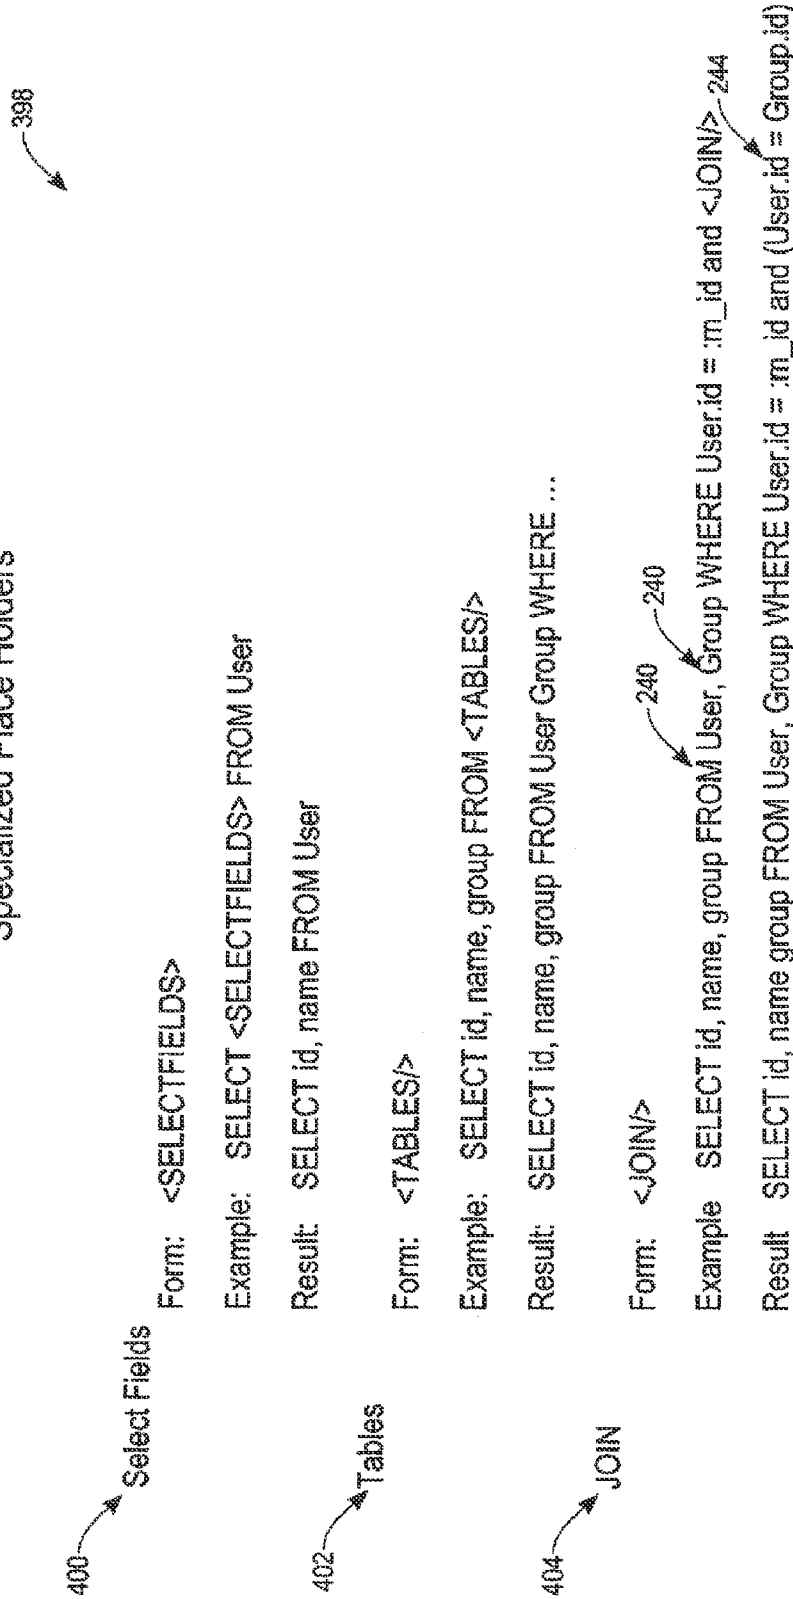 Specialized Place Holders
398
400
Select Fields
Form: <SELECTFIELDS>
Example: SELECT <SELECTFIELDS> FROM User
Result: SELECT id, name FROM User
402
Tables
Form: <TABLES/>
Example: SELECT id, name, group FROM <TABLES/>
Result: SELECT id, name, group FROM User Group WHERE ...
404
JOIN
Form: <JOIN/>
240
240
Example SELECT id, name, group FROM User, Group WHERE User.id = :m_id and <JOIN/>
244
Result SELECT id, name group FROM User, Group WHERE User.id = :m_id and (User.id = Group.id)